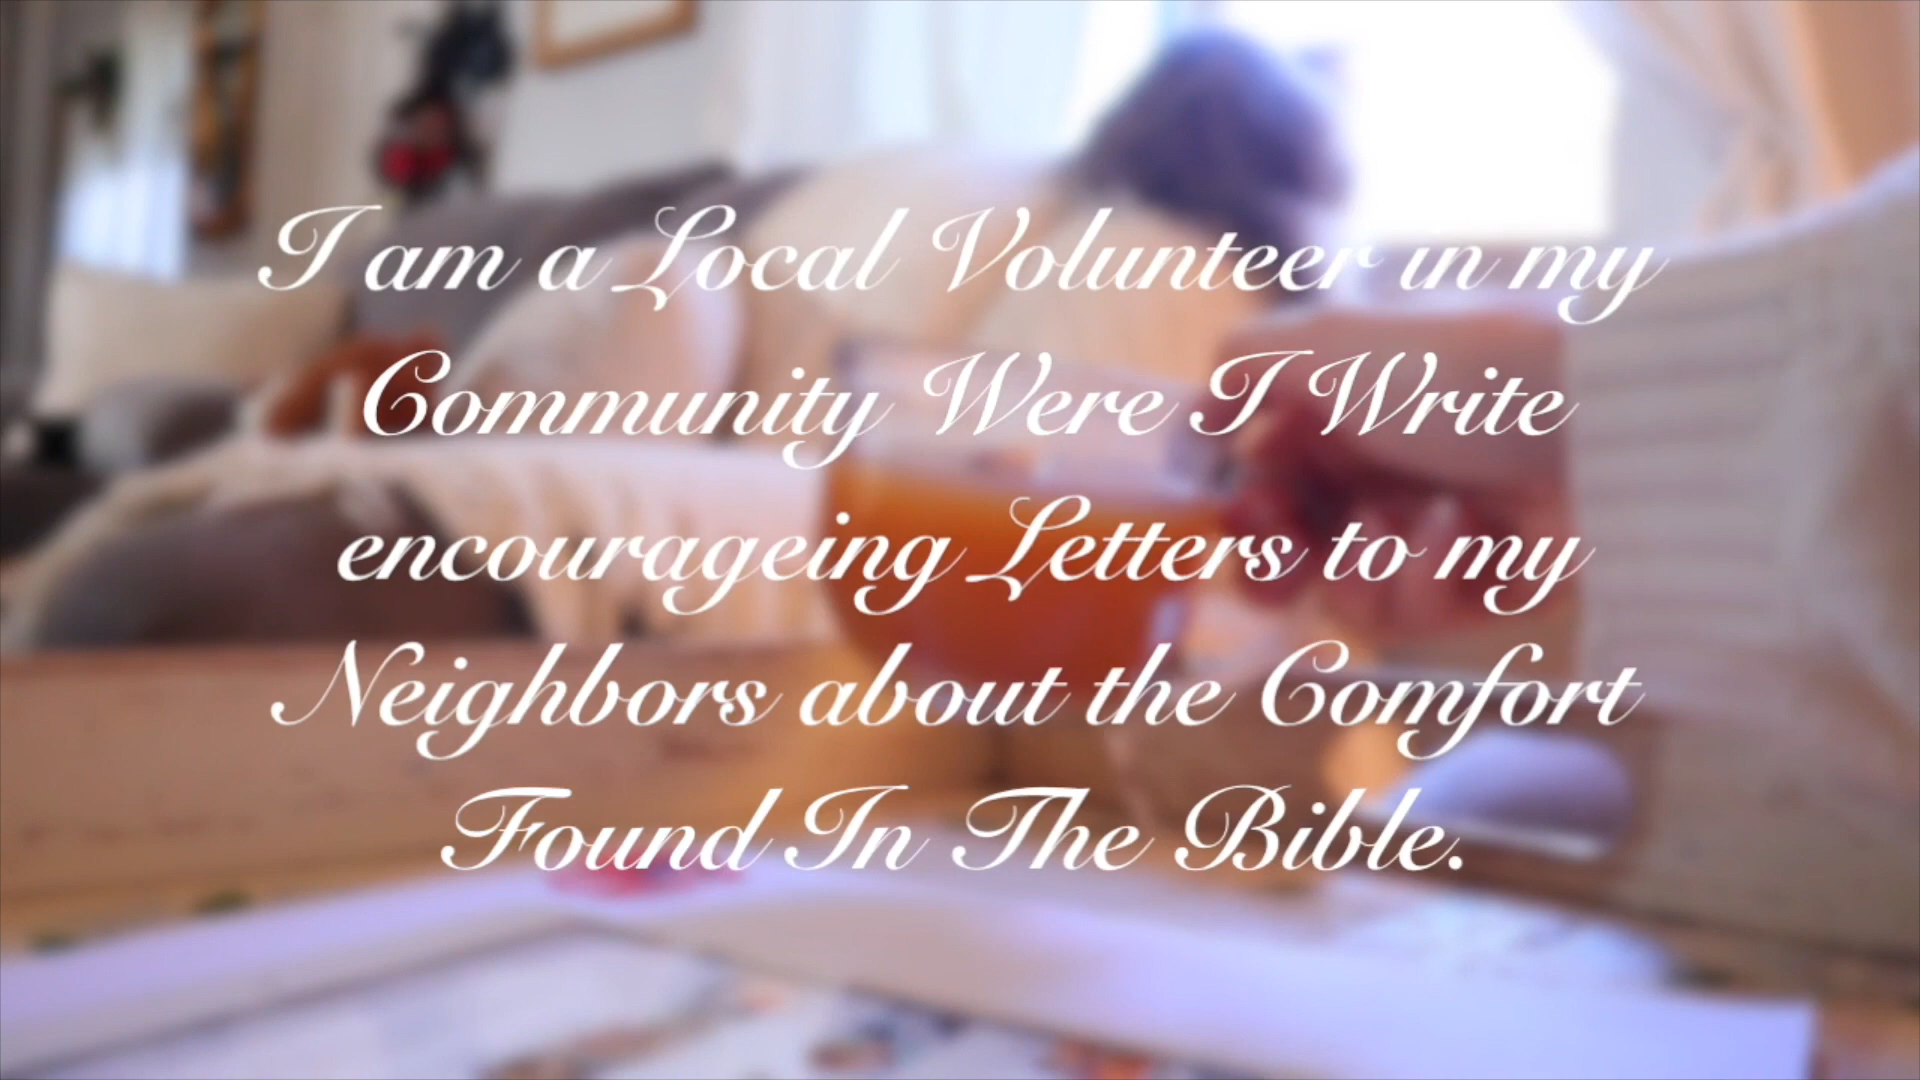 I am a Local Volunteer in my
Community Were I Write
encourageing Letters to my
Neighbors about the Comfort
Found In The Bible.